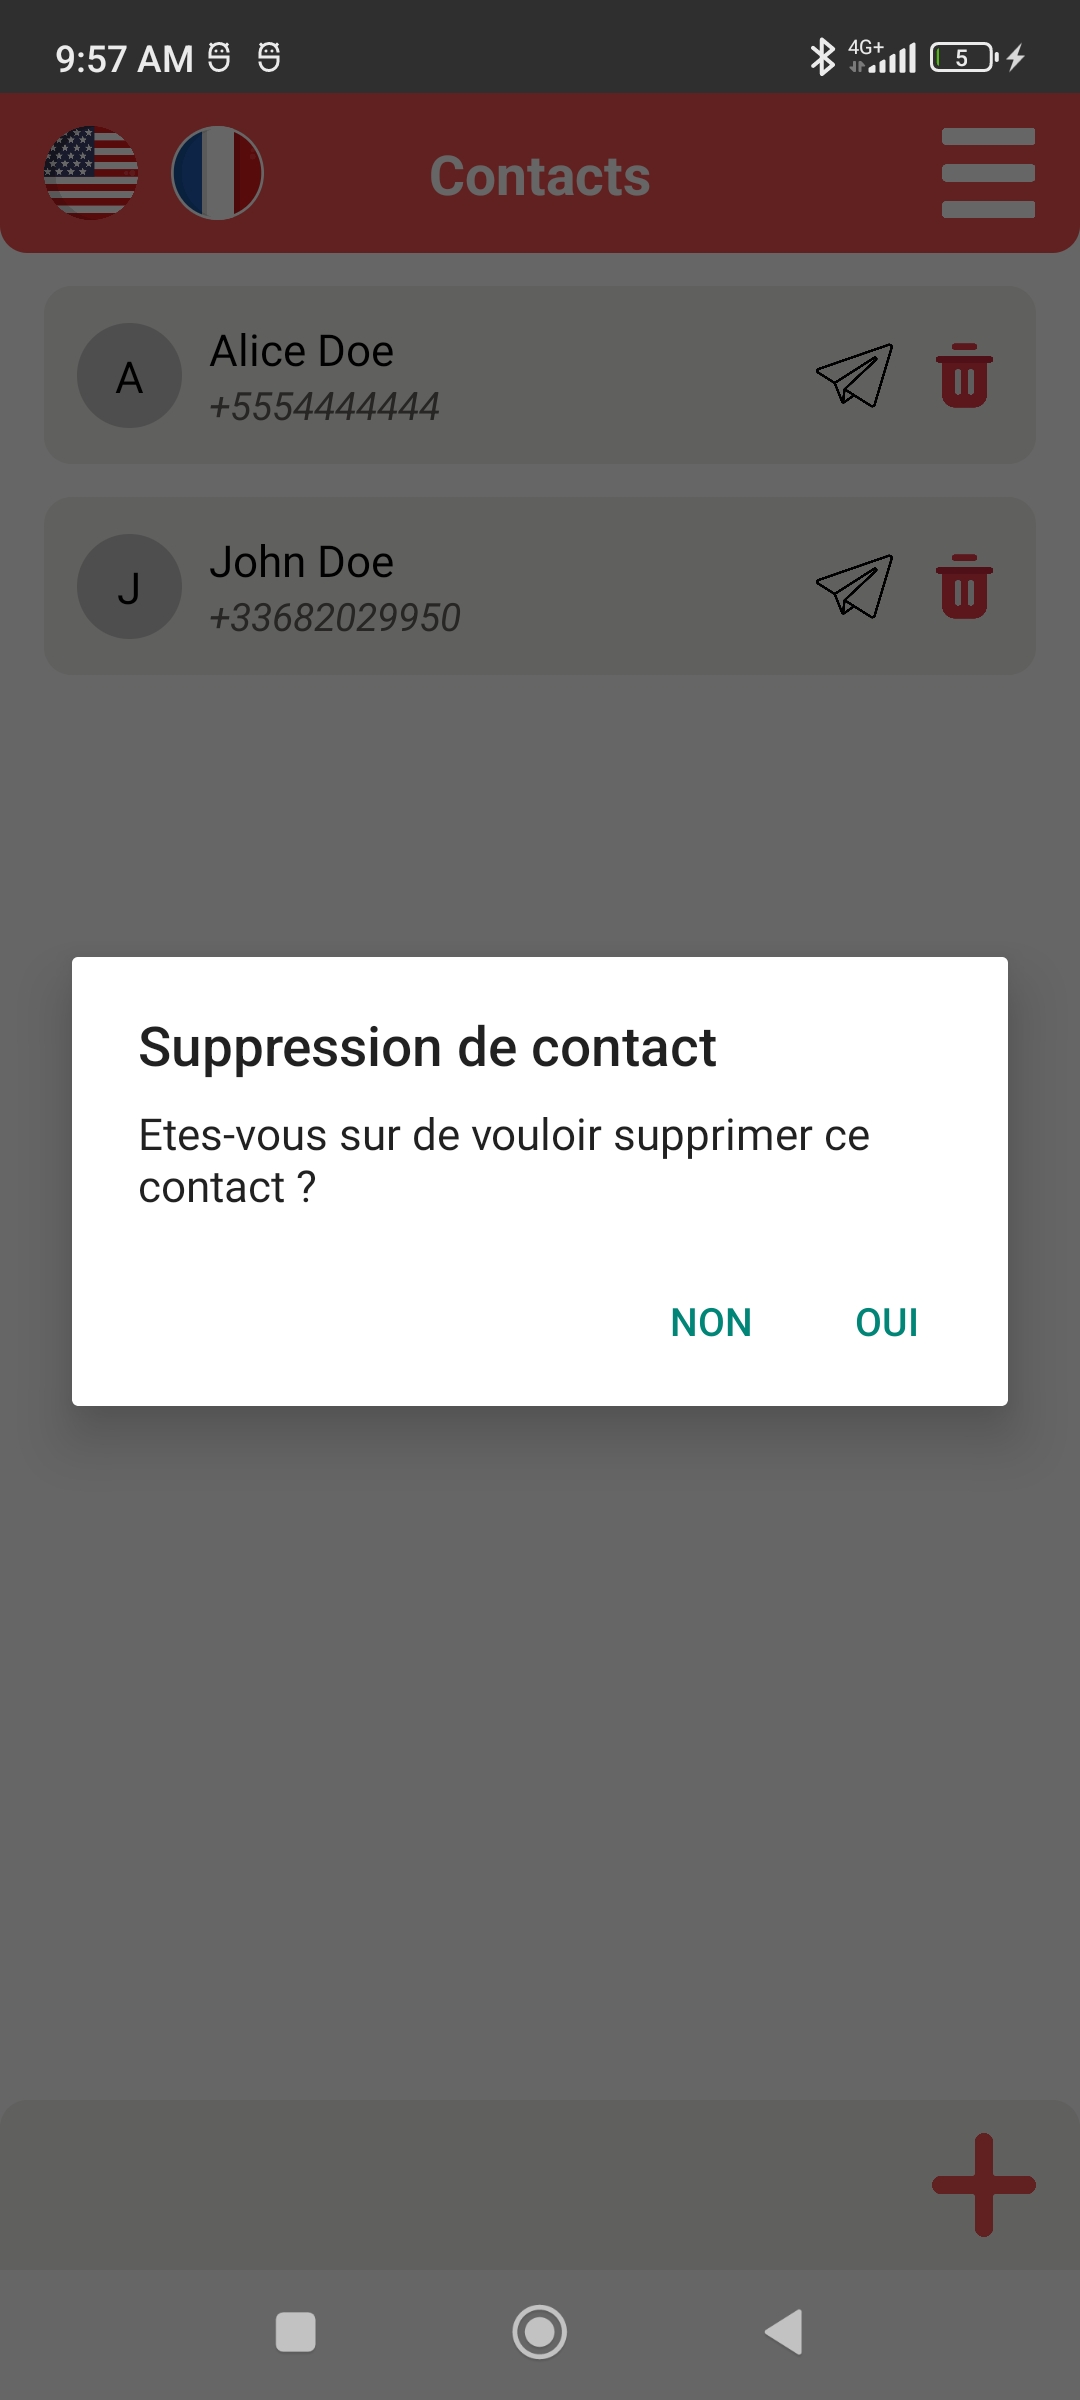 9:57 AM
4G+
5
Contacts
A
Alice Doe
+5554444444
J
John Doe
+33682029950
Suppression de contact
Etes-vous sur de vouloir supprimer ce
contact ?
NON OUI